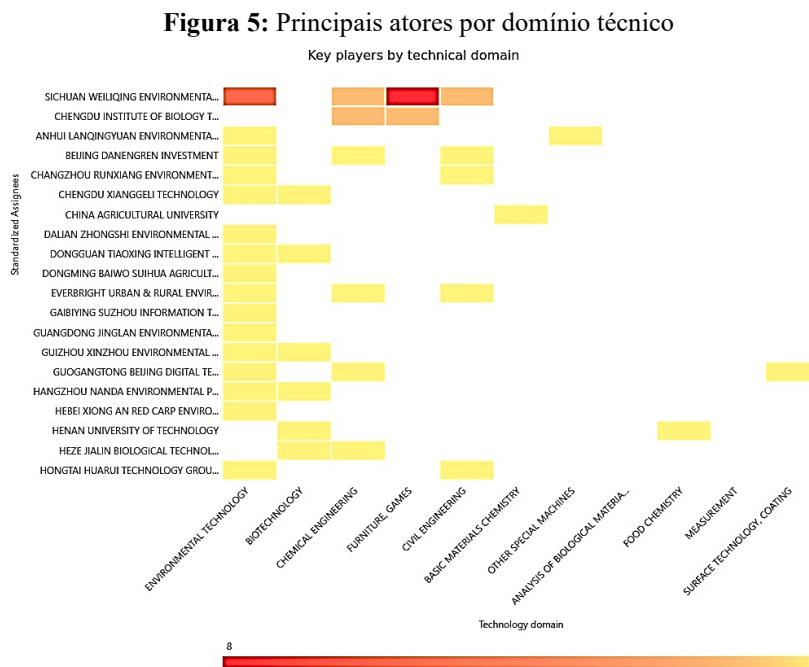 Figura 5: Principais atores por domínio técnico
Key players by technical domain
Standardized Assignees
SICHUAN WEILIQING ENVIRONMENTA...
CHENGDU INSTITUTE OF BIOLOGY T...
ANHUI LANQINGYUAN ENVIRONMENTA...
BEIJING DANENGREN INVESTMENT
CHANGZHOU RUNXIANG ENVIRONMENT...
CHENGDU XIANGGELI TECHNOLOGY
CHINA AGRICULTURAL UNIVERSITY
DALIAN ZHONGSHI ENVIRONMENTAL ...
DONGGUAN TIAOXING INTELLIGENT ...
DONGMING BAIWO SUIHUA AGRICULT...
EVERBRIGHT URBAN & RURAL ENVIR...
GAIBIYING SUZHOU INFORMATION T...
GUANGDONG JINGLAN ENVIRONMENTA...
GUIZHOU XINZHOU ENVIRONMENTAL ...
GUOGANGTONG BEIJING DIGITAL TE...
HANGZHOU NANDA ENVIRONMENTAL P...
HEBEI XIONG AN RED CARP ENVIRO...
HENAN UNIVERSITY OF TECHNOLOGY
HEZE JIALIN BIOLOGICAL TECHNOL...
HONGTAI HUARUI TECHNOLOGY GROU...
ENVIRONMENTAL TECHNOLOGY
BIOTECHNOLOGY
CHEMICAL ENGINEERING
FURNITURE, GAMES
CIVIL ENGINEERING
BASIC MATERIALS CHEMISTRY
OTHER SPECIAL MACHINES
ANALYSIS OF BIOLOGICAL MATERIA...
FOOD CHEMISTRY
MEASUREMENT
SURFACE TECHNOLOGY, COATING
Technology domain
8